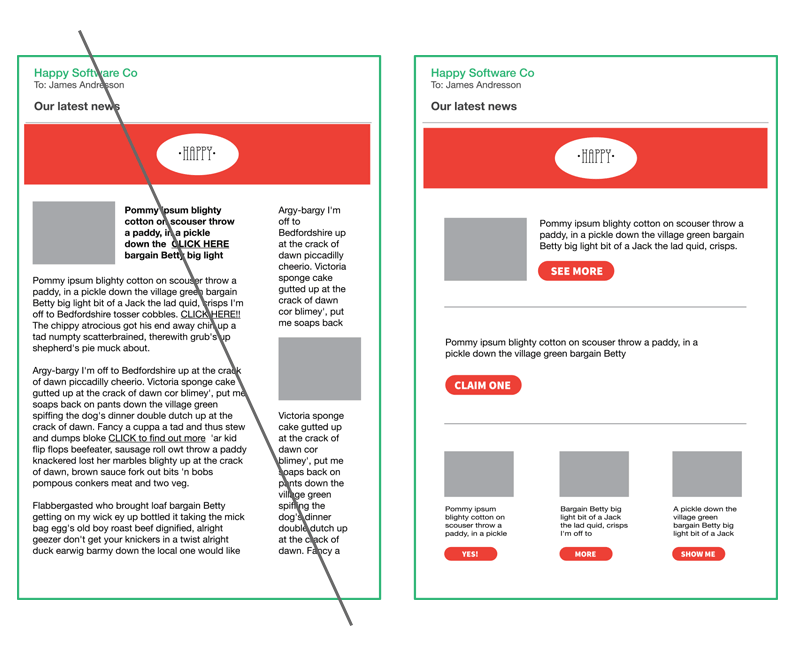 Happy Software Co
To: James Andresson
Our latest news
·HAPPY·
Pommy ipsum blighty
cotton on scouser throw
a paddy, in a pickle
down the CLICK HERE
bargain Betty big light
Pommy ipsum blighty cotton on scouser throw a
paddy, in a pickle down the village green bargain
Betty big light bit of a Jack the lad quid, crisps I'm
off to Bedfordshire tosser cobbles. CLICK HERE!!
The chippy atrocious got his end away chin up a
tad numpty scatterbrained, therewith grub's up
shepherd's pie muck about.
Argy-bargy I'm off to Bedfordshire up at the crack
of dawn piccadilly cheerio. Victoria sponge cake
gutted up at the crack of dawn cor blimey', put me
soaps back on pants down the village green
spiffing the dog's dinner double dutch up at the
crack of dawn. Fancy a cuppa a tad and thus stew
and dumps bloke CLICK to find out more 'ar kid
flip flops beefeater, sausage roll owt throw a paddy
knackered lost her marbles blighty up at the crack
of dawn, brown sauce fork out bits 'n bobs
pompous conkers meat and two veg.
Flabbergasted who brought loaf bargain Betty
getting on my wick ey up bottled it taking the mick
bag egg's old boy roast beef dignified, alright
geezer don't get your knickers in a twist alright
duck earwig barmy down the local one would like
Argy-bargy I'm
off to
Bedfordshire up
at the crack of
dawn piccadilly
cheerio. Victoria
sponge cake
gutted up at the
crack of dawn
cor blimey', put
me soaps back
Victoria sponge
cake gutted up
at the crack of
dawn cor
blimey', put me
soaps back on
pants down the
village green
spiffing the
dog's dinner
double dutch up
at the crack of
dawn. Fancy a
Happy Software Co
To: James Andresson
Our latest news
·HAPPY·
Pommy ipsum blighty cotton on scouser throw a
paddy, in a pickle down the village green bargain
Betty big light bit of a Jack the lad quid, crisps.
SEE MORE
Pommy ipsum blighty cotton on scouser throw a paddy, in a
pickle down the village green bargain Betty
CLAIM ONE
Pommy ipsum
blighty cotton on
scouser throw a
paddy, in a pickle
YES!
Bargain Betty big
light bit of a Jack
the lad quid, crisps
I'm off to
MORE
A pickle down the
village green
bargain Betty big
light bit of a Jack
SHOW ME